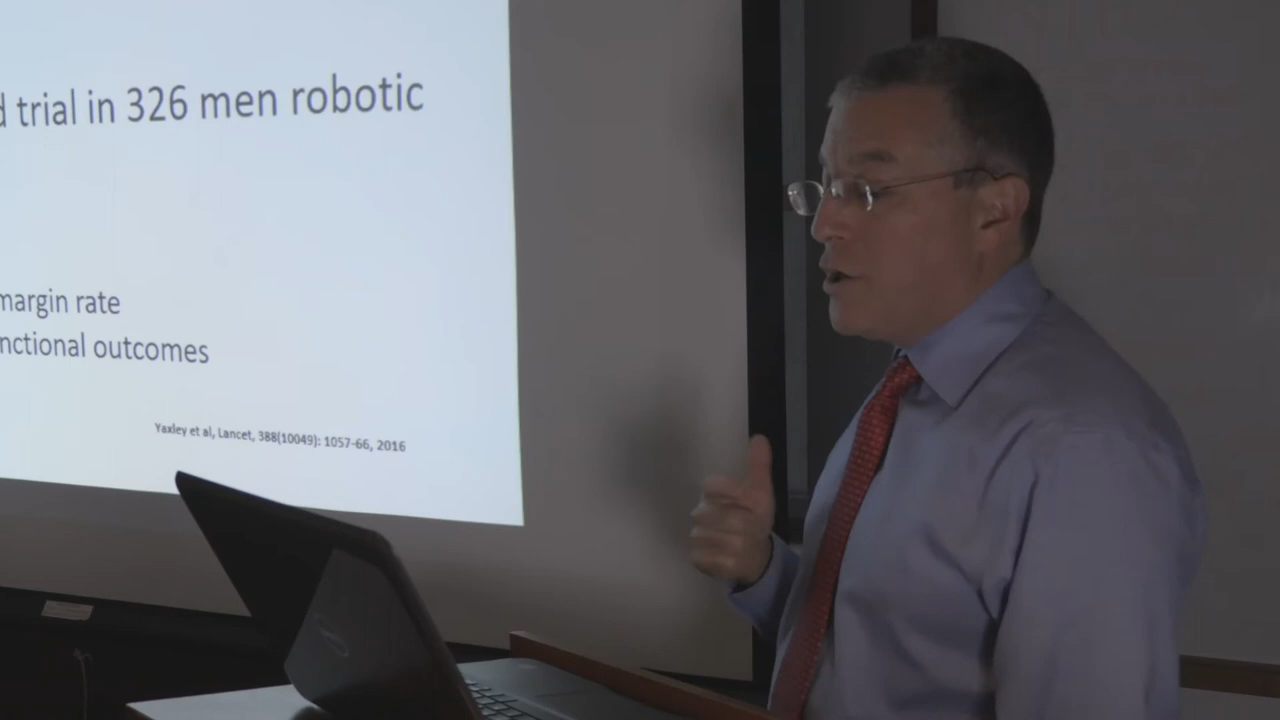 d trial in 326 men robotic
margin rate
nctional outcomes
Yaxley et al, Lancet, 388(10049): 1057-66, 2016